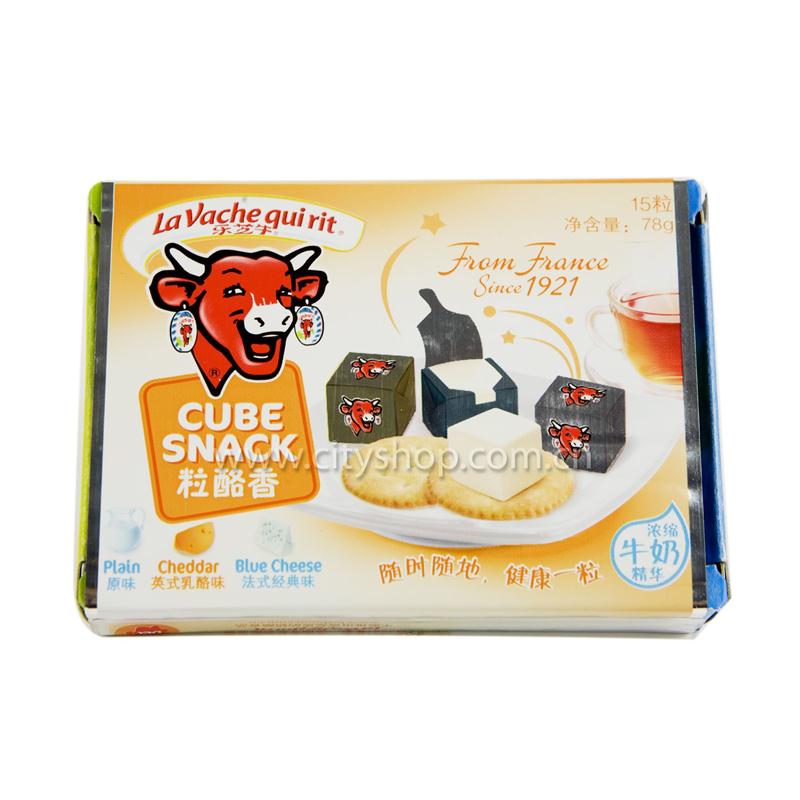 La Vache qui rit®
乐芝牛®
15粒
净含量：78g
From France
Since 1921
®
CUBE
SNACK
粒酪香
www.cityshop.com.cn
Plain
原味
Cheddar
英式乳酪味
Blue Cheese
法式经典味
随时随地，健康一粒
浓缩
牛奶
精华